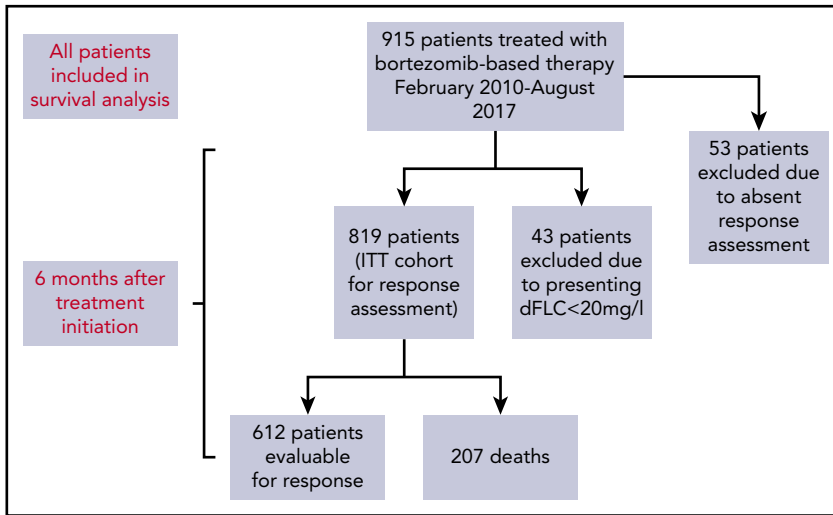 All patients
included in
survival analysis
915 patients treated with
bortezomib-based therapy
February 2010-August
2017
53 patients
excluded due
to absent
response
assessment
6 months after
treatment
initiation
819 patients
(ITT cohort
for response
assessment)
43 patients
excluded due
to presenting
dFLC<20mg/l
612 patients
evaluable
for response
207 deaths